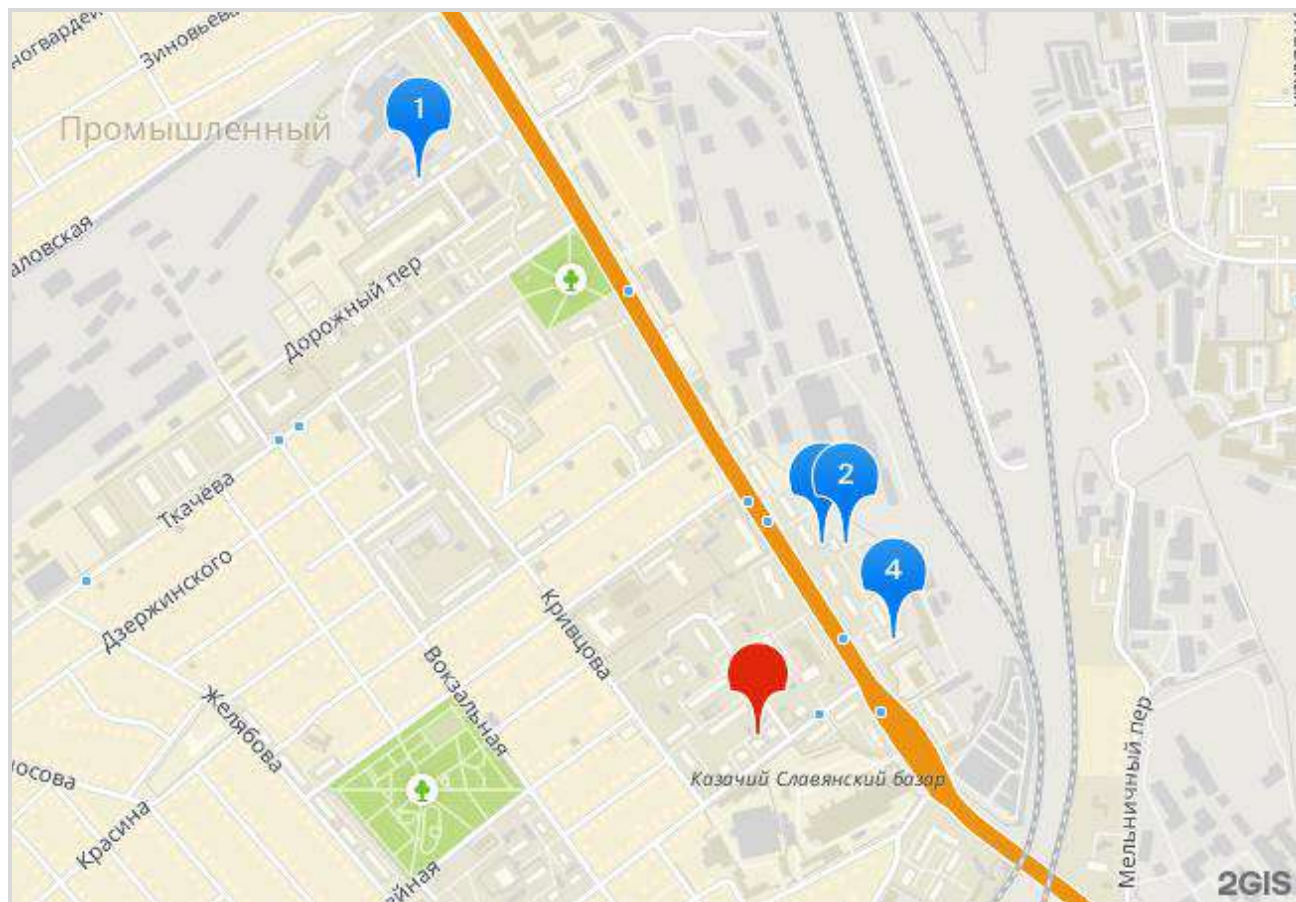 Зиновьева
Промышленный
1
Дорожный пер
Ткачева
2
Дзержинского
4
Кривцова
Вокзальная
Желябова
Казачий Славянский базар
Мельничный пер
Красина
2GIS